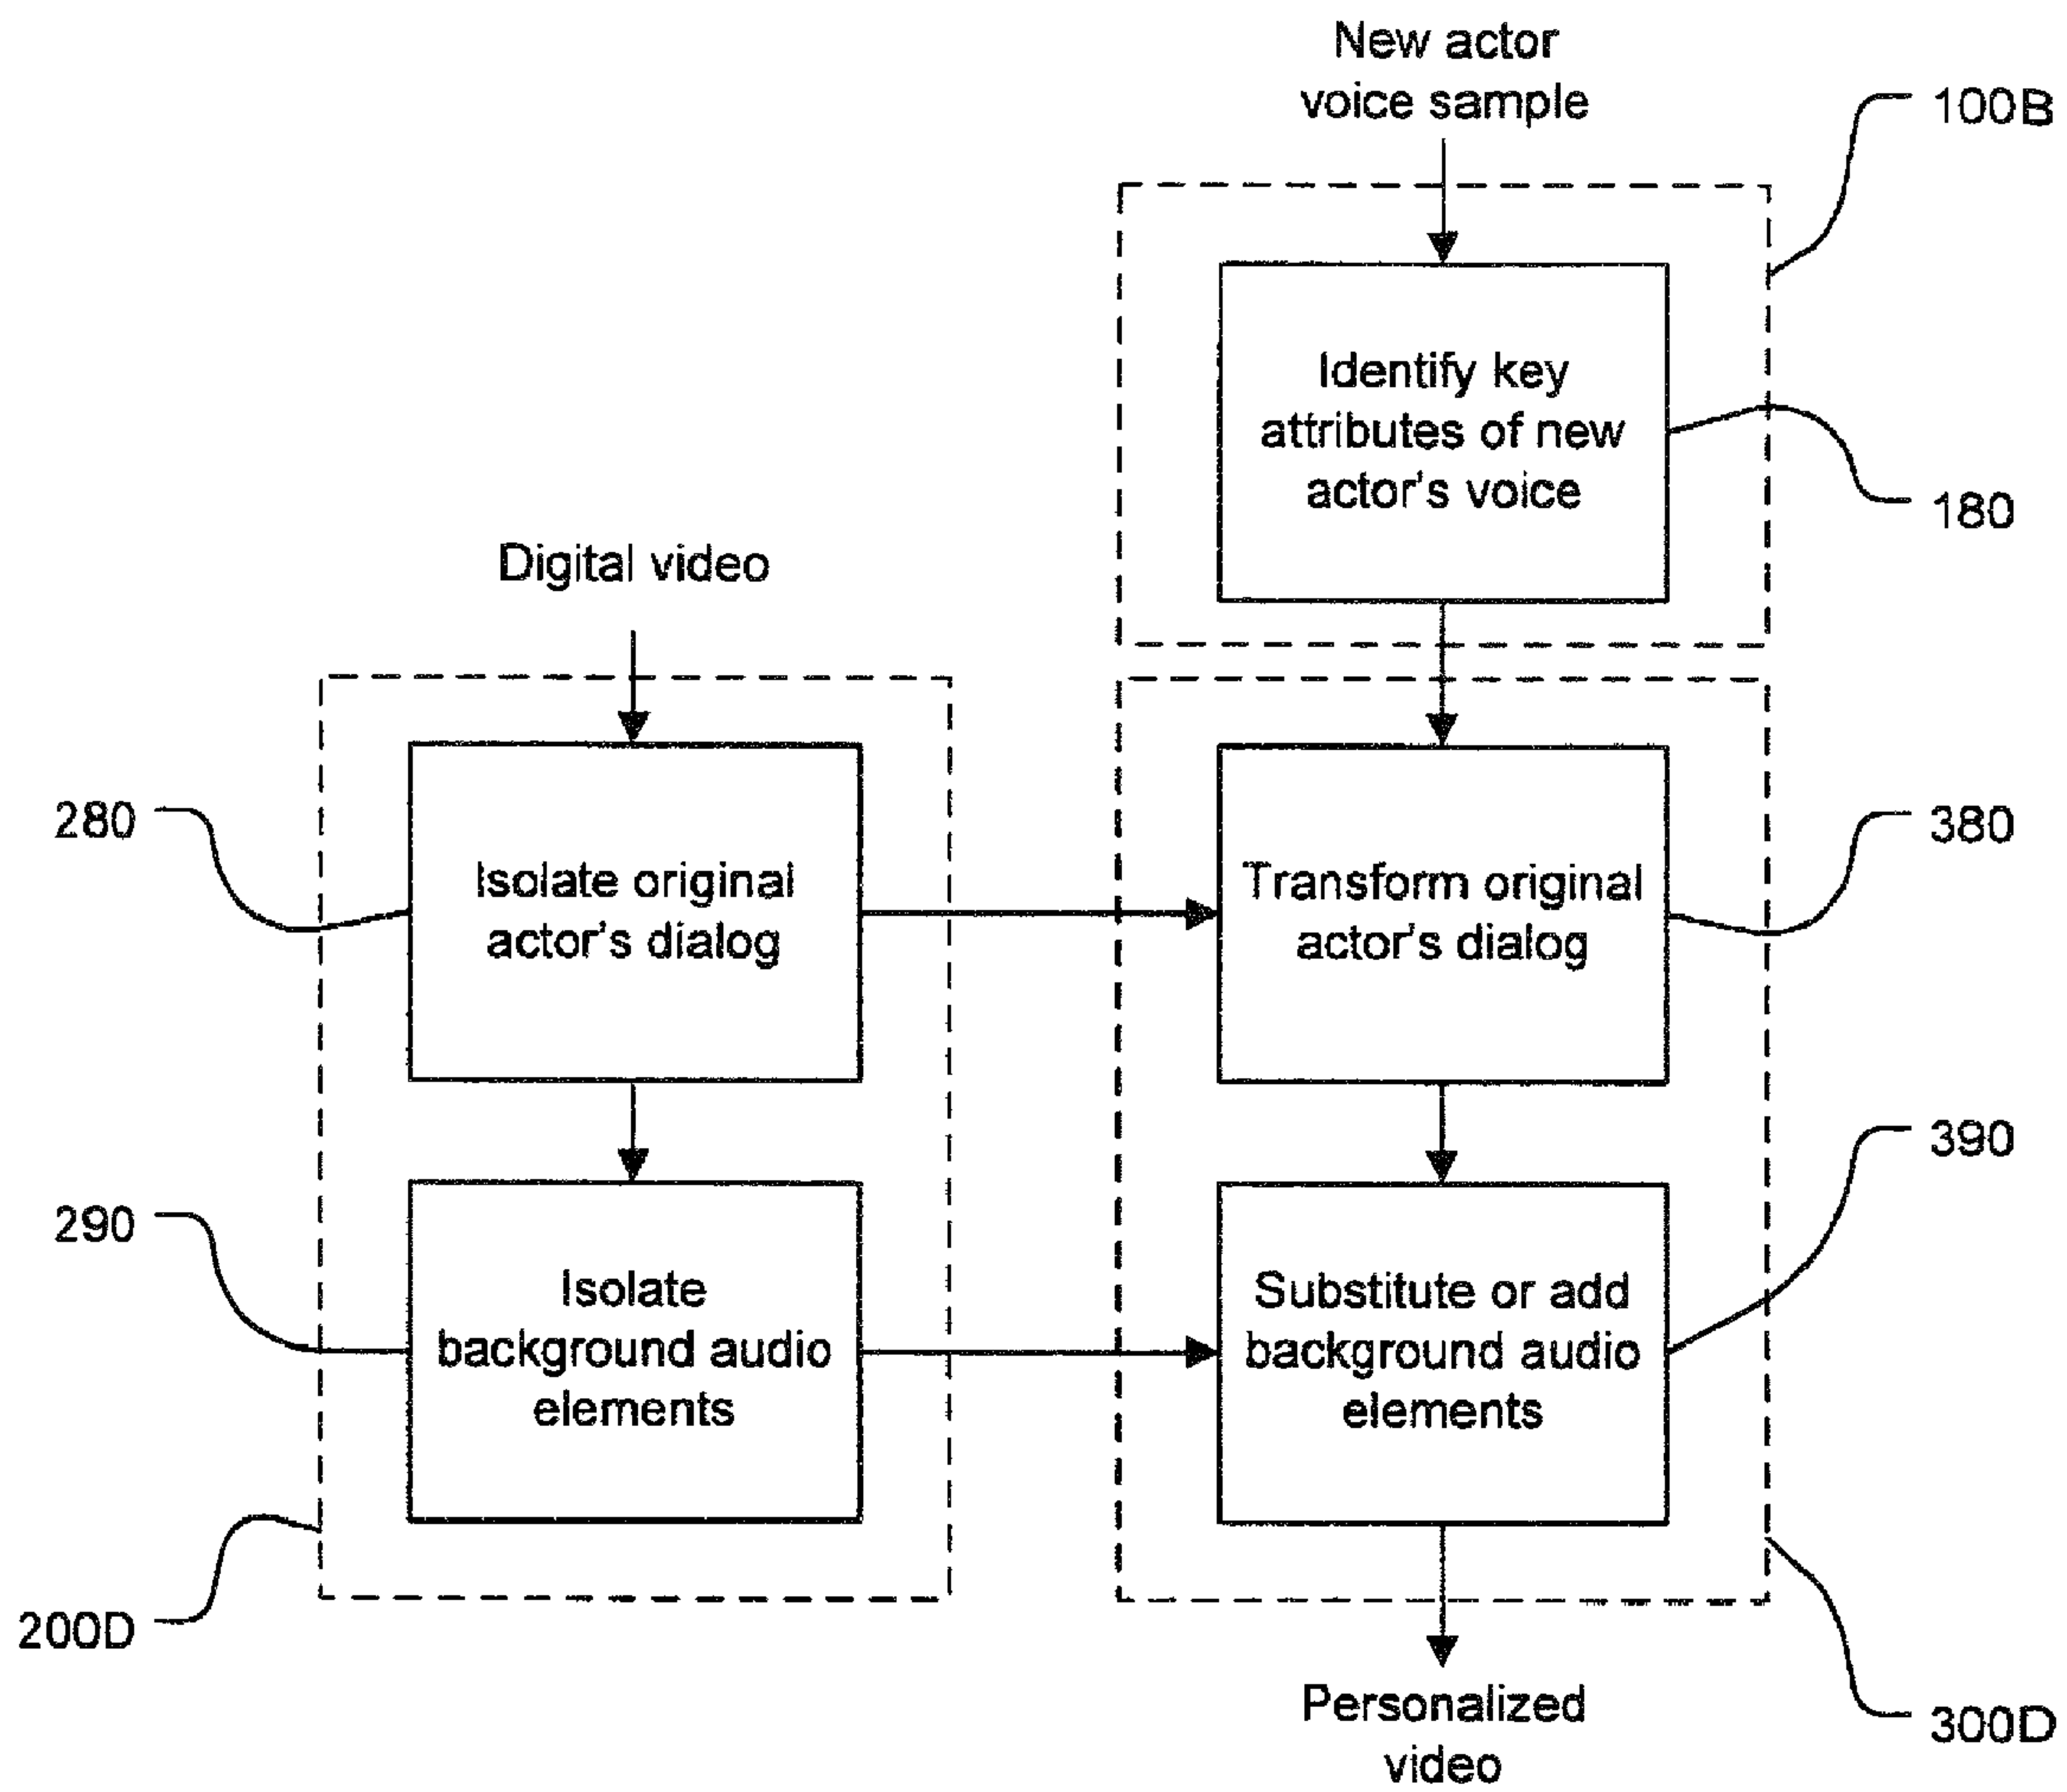 New actor
voice sample
100B
Identify key
attributes of new
actor's voice
180
Digital video
280
Isolate original
actor's dialog
Transform original
actor's dialog
380
390
290
Isolate
background audio
elements
Substitute or add
background audio
elements
200D
Personalized
video
300D